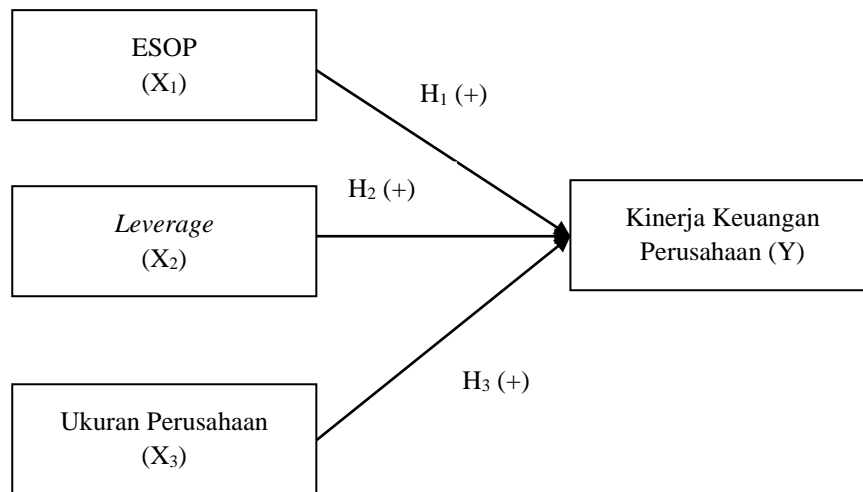 ESOP
(X₁)
H₁ (+)
Leverage
(X₂)
H₂ (+)
Kinerja Keuangan
Perusahaan (Y)
Ukuran Perusahaan
(X₃)
H₃ (+)